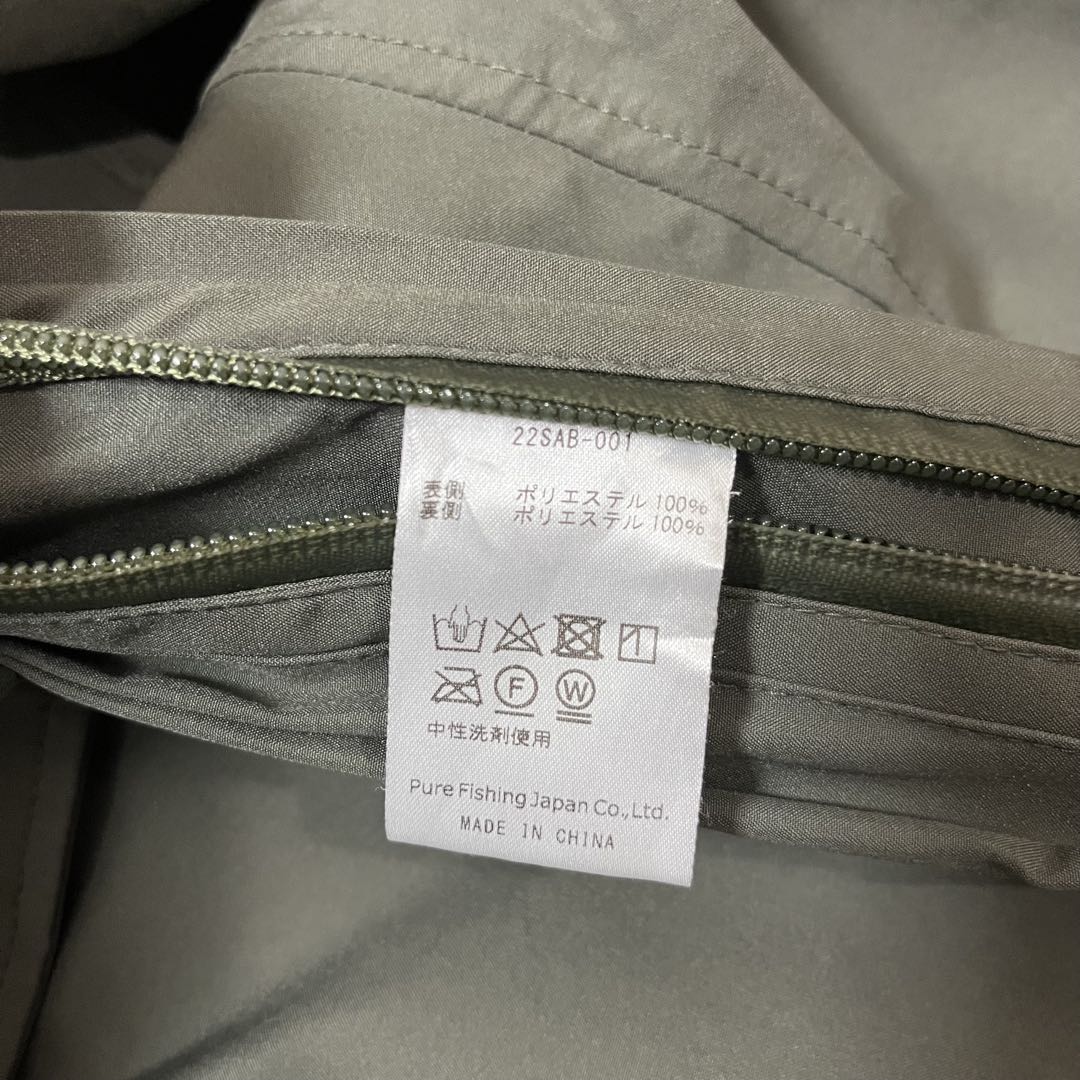 22SAB-001
表側 ポリエステル 100%
裏側 ポリエステル 100%
F W
中性洗剤使用
Pure Fishing Japan Co.,Ltd.
MADE IN CHINA